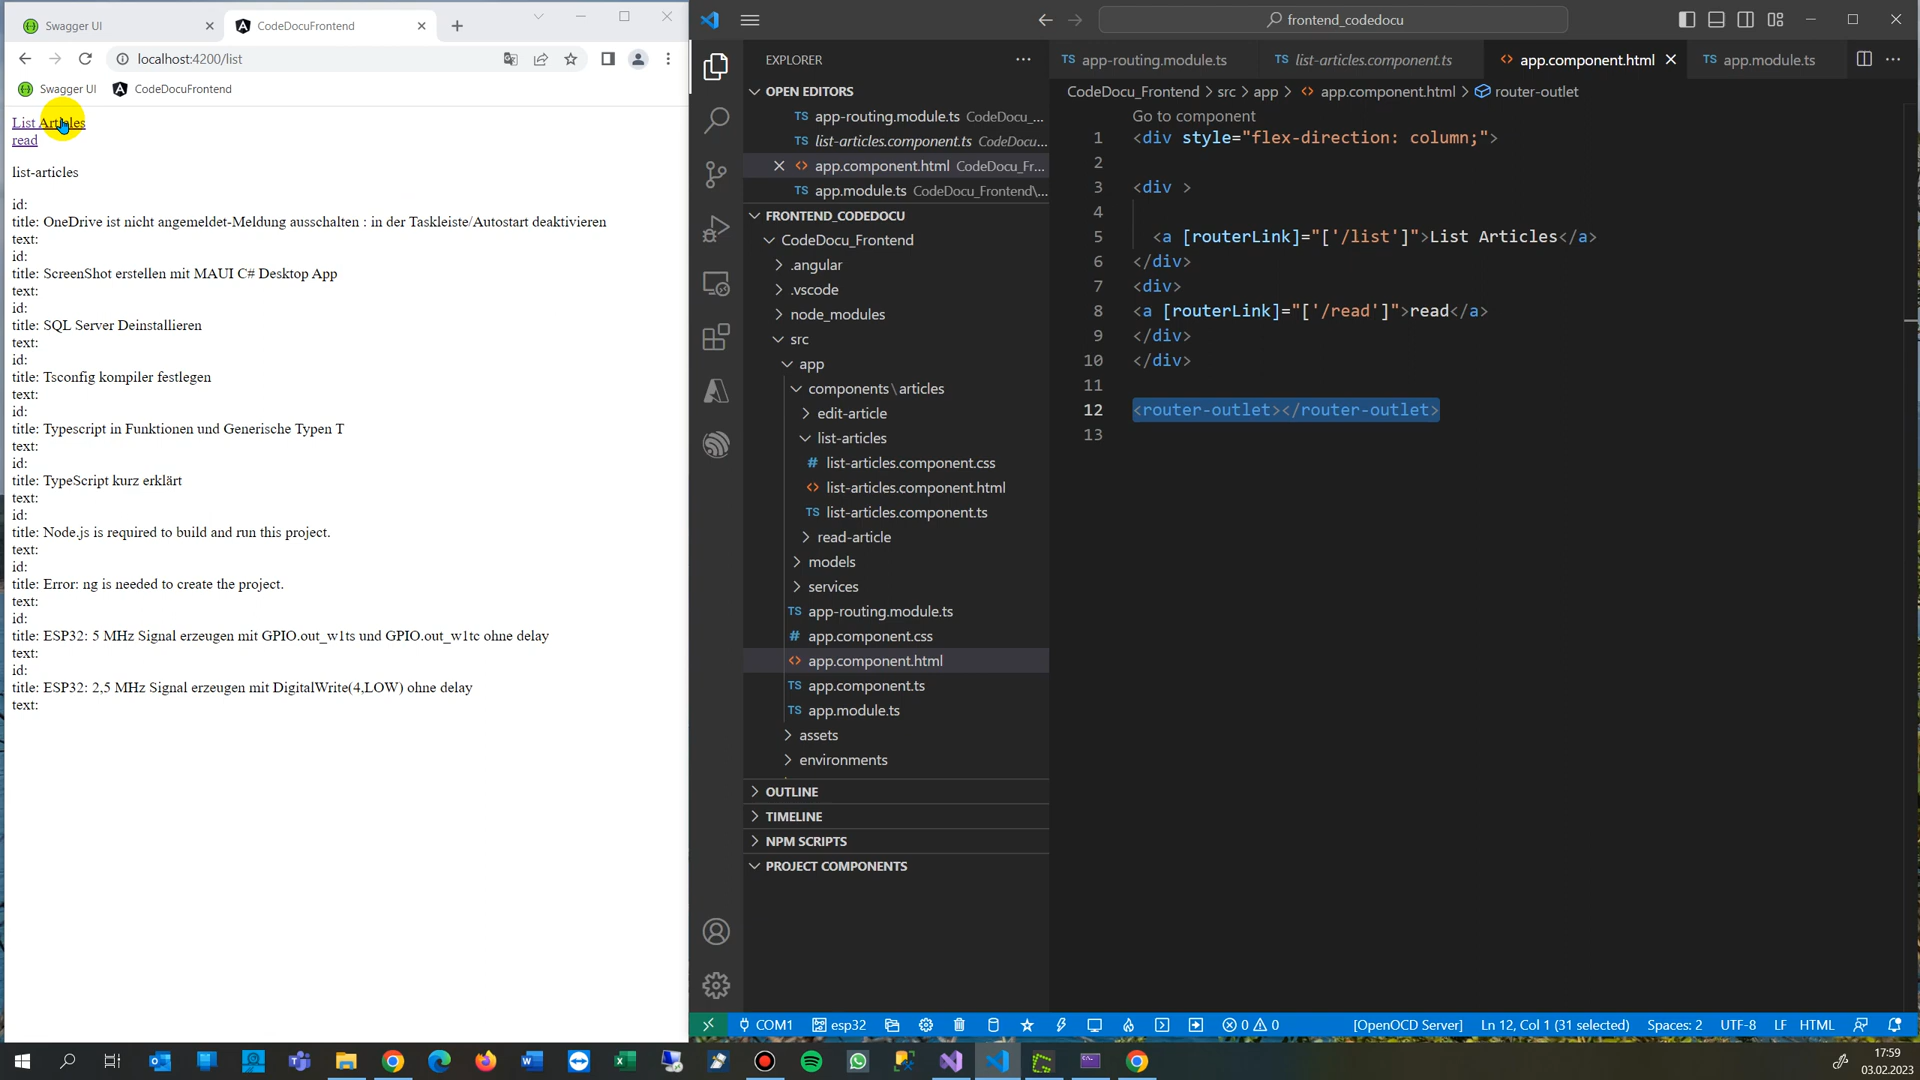 Swagger UI
CodeDocuFrontend
localhost:4200/list
Swagger UI
CodeDocuFrontend
List Articles
read
list-articles
id:
title: OneDrive ist nicht angemeldet-Meldung ausschalten : in der Taskleiste/Autostart deaktivieren
text:
id:
title: ScreenShot erstellen mit MAUI C# Desktop App
text:
id:
title: SQL Server Deinstallieren
text:
id:
title: Tsconfig kompiler festlegen
text:
id:
title: Typescript in Funktionen und Generische Typen T
text:
id:
title: TypeScript kurz erklärt
text:
id:
title: Node.js is required to build and run this project.
text:
id:
title: Error: ng is needed to create the project.
text:
id:
title: ESP32: 5 MHz Signal erzeugen mit GPIO.out_w1ts und GPIO.out_w1tc ohne delay
text:
id:
title: ESP32: 2,5 MHz Signal erzeugen mit DigitalWrite(4,LOW) ohne delay
text:
frontend_codedocu
EXPLORER
OPEN EDITORS
TS app-routing.module.ts CodeDocu_...
TS list-articles.component.ts CodeDocu...
app.component.html CodeDocu_Fr...
TS app.module.ts CodeDocu_Frontend\...
FRONTEND_CODEDOCU
CodeDocu_Frontend
.angular
.vscode
node_modules
src
app
components\articles
edit-article
list-articles
# list-articles.component.css
<> list-articles.component.html
TS list-articles.component.ts
read-article
models
services
TS app-routing.module.ts
# app.component.css
<> app.component.html
TS app.component.ts
TS app.module.ts
assets
environments
OUTLINE
TIMELINE
NPM SCRIPTS
PROJECT COMPONENTS
TS app-routing.module.ts
TS list-articles.component.ts
<> app.component.html
TS app.module.ts
CodeDocu_Frontend > src > app > <> app.component.html > router-outlet
Go to component
1 <div style="flex-direction: column;">
2
3 <div >
4
5 <a [routerLink]="['/list']">List Articles</a>
6 </div>
7 <div>
8 <a [routerLink]="['/read']">read</a>
9 </div>
10 </div>
11
12 <router-outlet></router-outlet>
13
COM1
esp32
0 0
[OpenOCD Server]
Ln 12, Col 1 (31 selected)
Spaces: 2
UTF-8
LF
HTML
17:59
03.02.2023